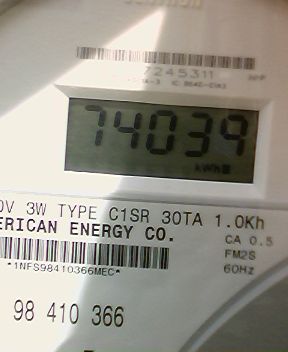 7245311
74039
kWh
0V 3W TYPE C1SR 30TA 1.0Kh
ERICAN ENERGY CO.
CA 0.5
FM2S
60Hz
*1NFS98410366MEC*
98 410 366